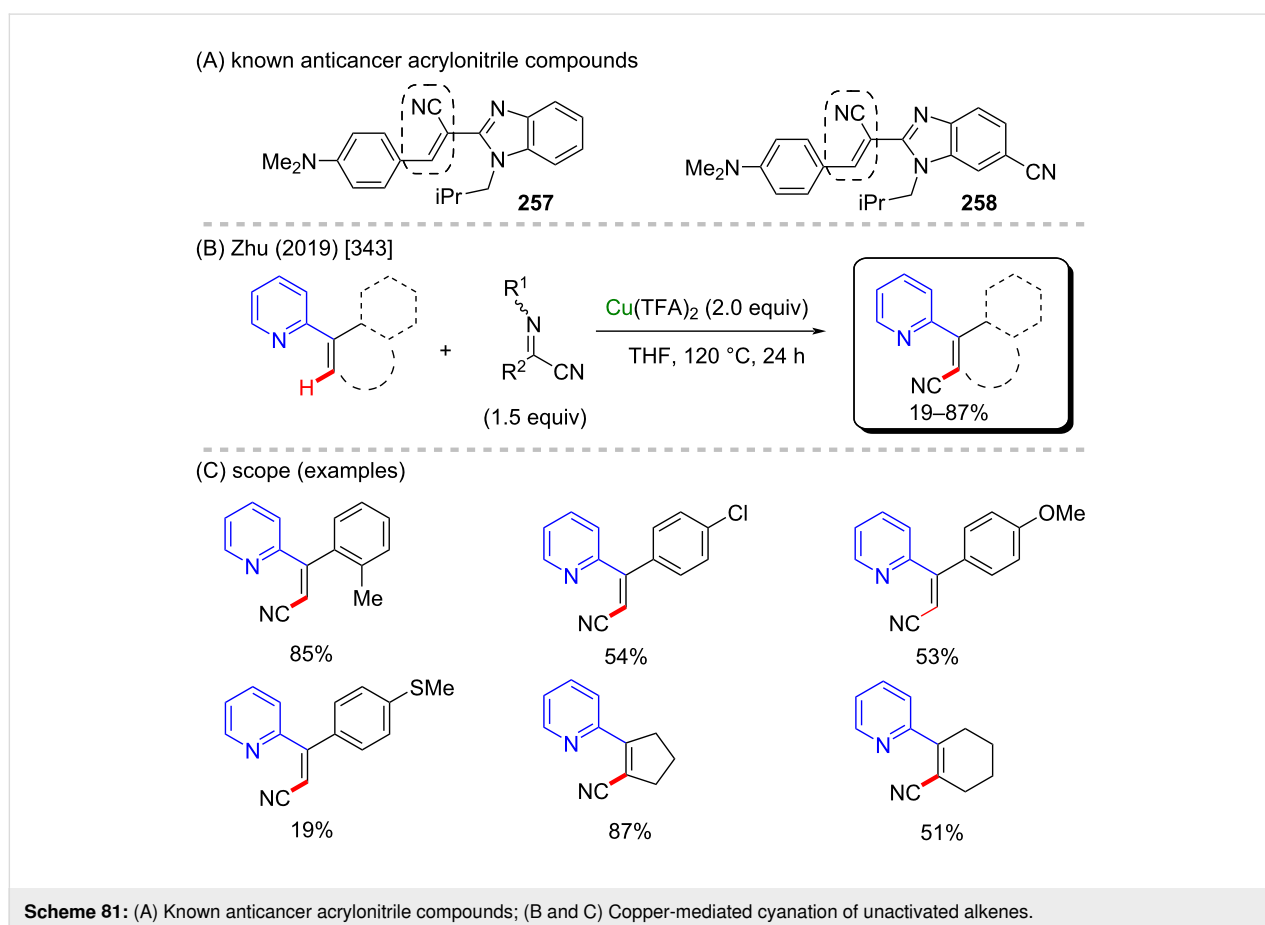 (A) known anticancer acrylonitrile compounds
NC
N
Me2N
N
iPr
257
NC
N
Me2N
N
CN
iPr
258
(B) Zhu (2019) [343]
N
H
+
R1
N
R2
CN
(1.5 equiv)
Cu(TFA)2 (2.0 equiv)
THF, 120 °C, 24 h
N
NC
19–87%
(C) scope (examples)
N
NC
Me
85%
Cl
N
NC
54%
OMe
N
NC
53%
SMe
N
NC
19%
N
NC
87%
N
NC
51%
Scheme 81: (A) Known anticancer acrylonitrile compounds; (B and C) Copper-mediated cyanation of unactivated alkenes.